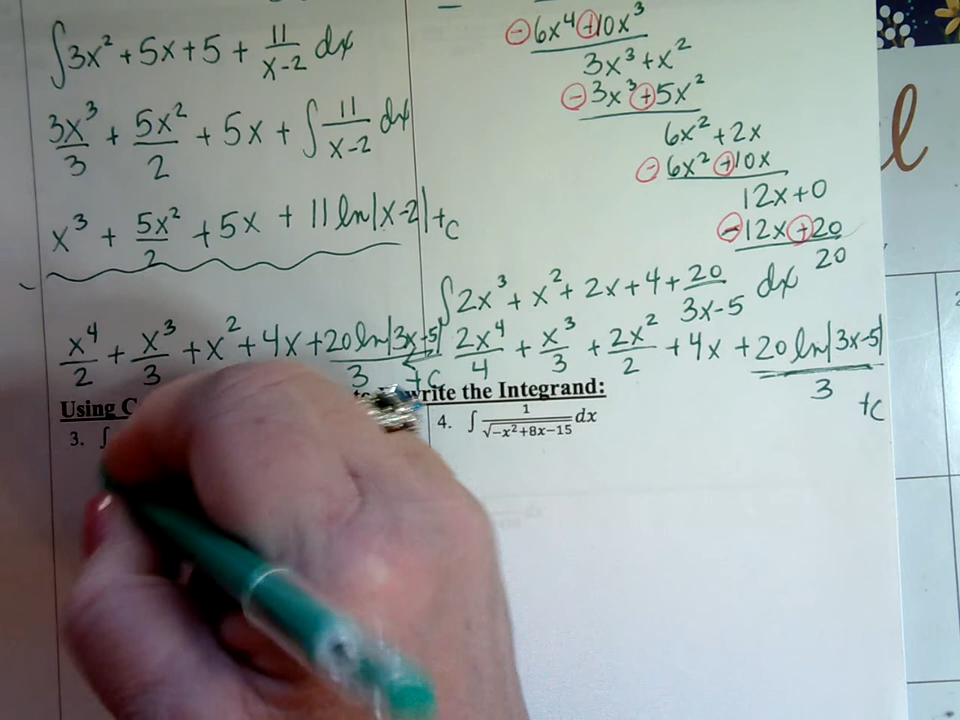 ∫3x² + 5x + 5 + 11/(x-2) dx
3x³/3 + 5x²/2 + 5x + ∫ 11/(x-2) dx
x³ + 5x²/2 + 5x + 11 ln|x-2| + c
x⁴/2 + x³/3 + x² + 4x + 20 ln|3x-5|/3 + c
-6x⁴+10x³
3x³ + x²
-3x³+5x²
6x² + 2x
-6x²+10x
12x + 0
-12x+20
20
∫2x³ + x² + 2x + 4 + 20/(3x-5) dx
2x⁴/4 + x³/3 + 2x²/2 + 4x + 20 ln|3x-5|/3 + c
Using Write the Integrand:
3. ∫
4. ∫ 1/√(-x²+8x-15) dx
l